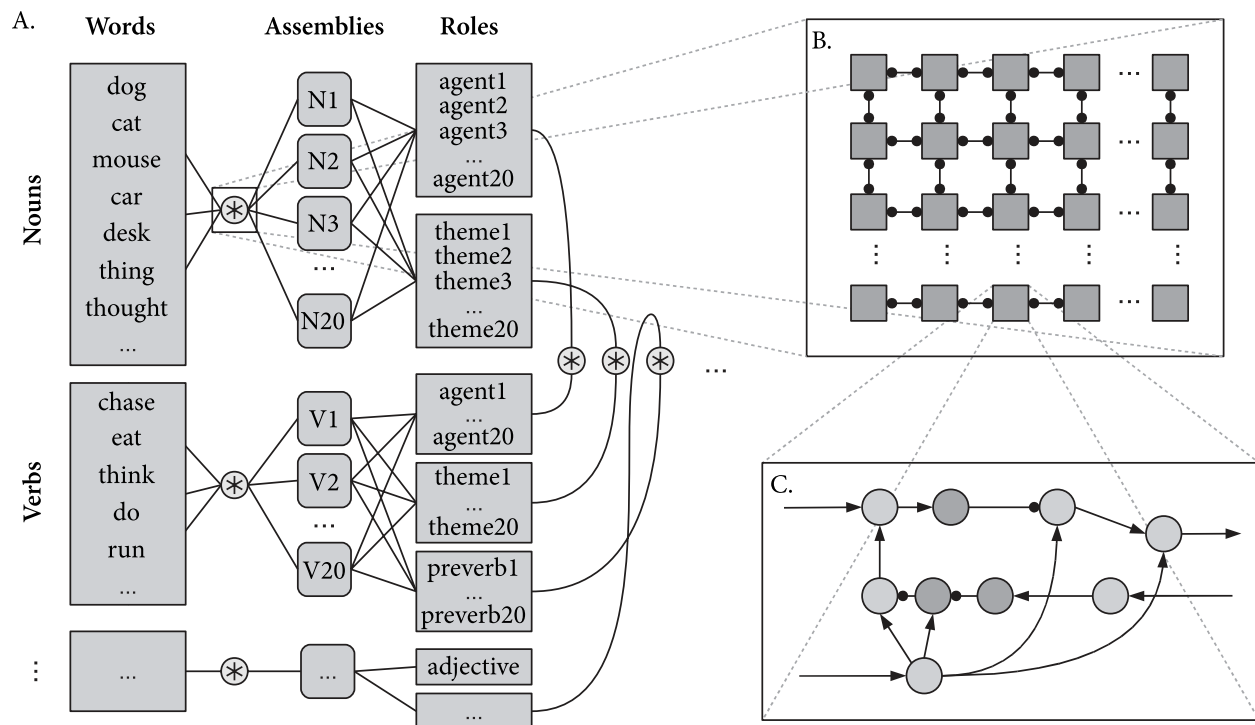 A.
Words
Assemblies
Roles
Nouns
dog
cat
mouse
car
desk
thing
thought
...
N1
N2
N3
...
N20
agent1
agent2
agent3
...
agent20
theme1
theme2
theme3
...
theme20
...
Verbs
chase
eat
think
do
run
...
V1
V2
...
V20
agent1
...
agent20
theme1
...
theme20
preverb1
...
preverb20
...
...
...
adjective
...
B.
...
...
...
...
...
...
...
...
...
C.